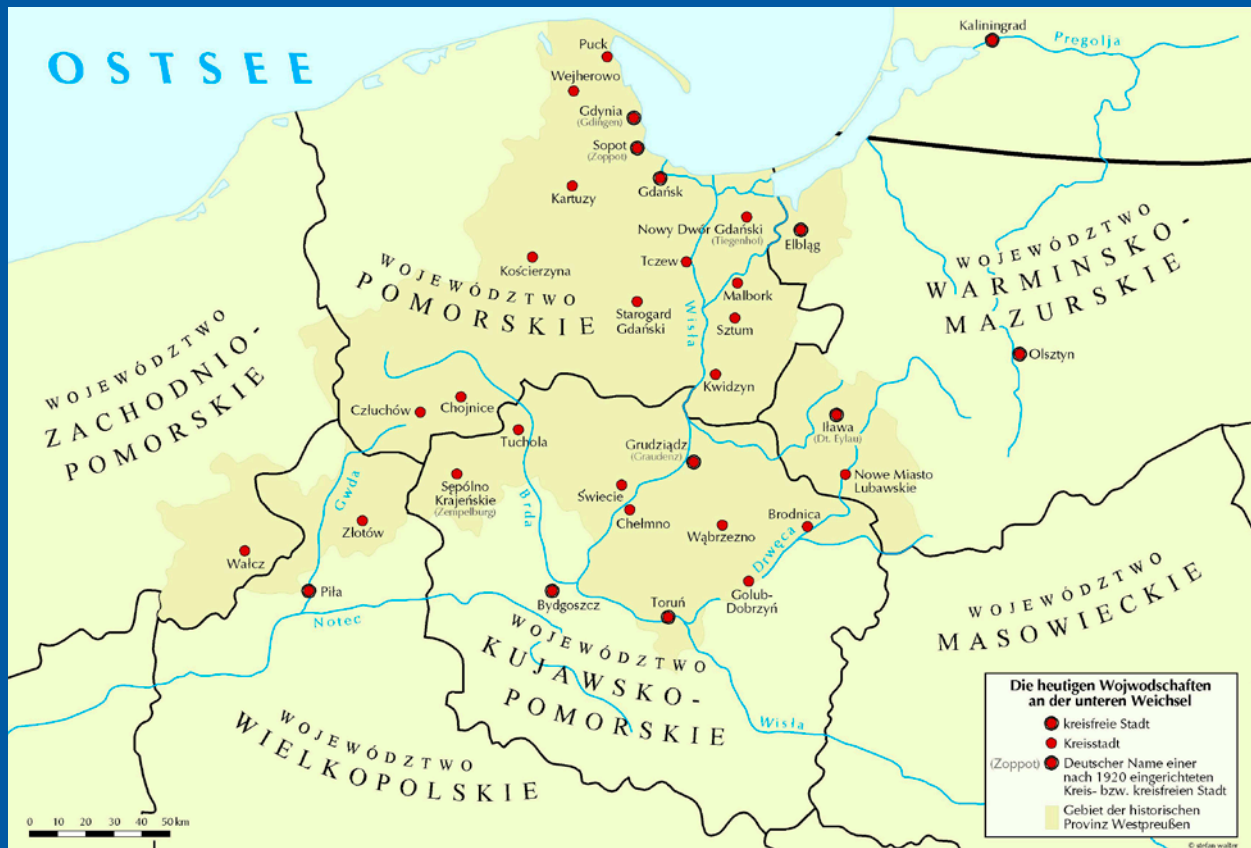 OSTSEE
Kaliningrad
Pregolja
Puck
Wejherowo
Gdynia
(Gdingen)
Sopot
(Zoppot)
Gdańsk
Kartuzy
Nowy Dwór Gdański
(Tiegenhof)
Elbląg
Kościerzyna
Tczew
Malbork
Starogard
Gdański
Sztum
Wisła
Kwidzyn
WOJEWÓDZTWO
POMORSKIE
WOJEWÓDZTWO
WARMINSKO-
MAZURSKIE
Olsztyn
WOJEWÓDZTWO
ZACHODNIO-
POMORSKIE
Człuchów
Chojnice
Tuchola
Iława
(Dt. Eylau)
Grudziądz
(Graudenz)
Gwda
Sępólno
Krajeńskie
(Zempelburg)
Brda
Świecie
Chelmno
Nowe Miasto
Lubawskie
Brodnica
Wąbrzezno
Drwęca
Złotów
Wałcz
Piła
Notec
Bydgoszcz
Toruń
Golub-
Dobrzyń
WOJEWÓDZTWO
KUJAWSKO-
POMORSKIE
WOJEWÓDZTWO
MASOWIECKIE
WOJEWÓDZTWO
WIELKOPOLSKIE
Wisła
Die heutigen Wojwodschaften
an der unteren Weichsel
kreisfreie Stadt
Kreisstadt
(Zoppot) Deutscher Name einer
nach 1920 eingerichteten
Kreis- bzw. kreisfreien Stadt
Gebiet der historischen
Provinz Westpreußen
0 10 20 30 40 50 km
© stefan walter